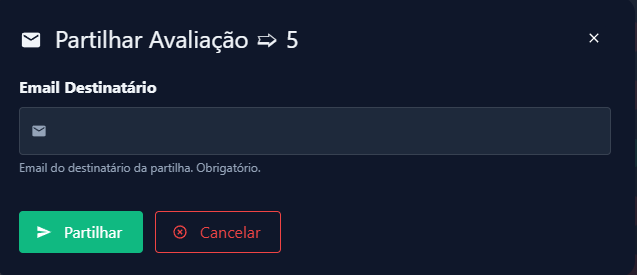 Partilhar Avaliação ➯ 5
Email Destinatário
Email do destinatário da partilha. Obrigatório.
Partilhar
Cancelar